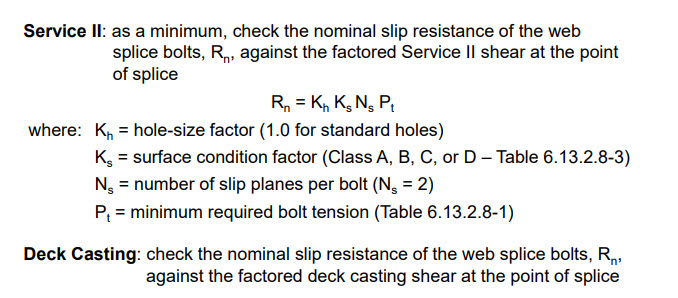 Service II: as a minimum, check the nominal slip resistance of the web
splice bolts, Rn, against the factored Service II shear at the point
of splice
Rn = Kh Ks Ns Pt
where: Kh = hole-size factor (1.0 for standard holes)
Ks = surface condition factor (Class A, B, C, or D – Table 6.13.2.8-3)
Ns = number of slip planes per bolt (Ns = 2)
Pt = minimum required bolt tension (Table 6.13.2.8-1)
Deck Casting: check the nominal slip resistance of the web splice bolts, Rn,
against the factored deck casting shear at the point of splice